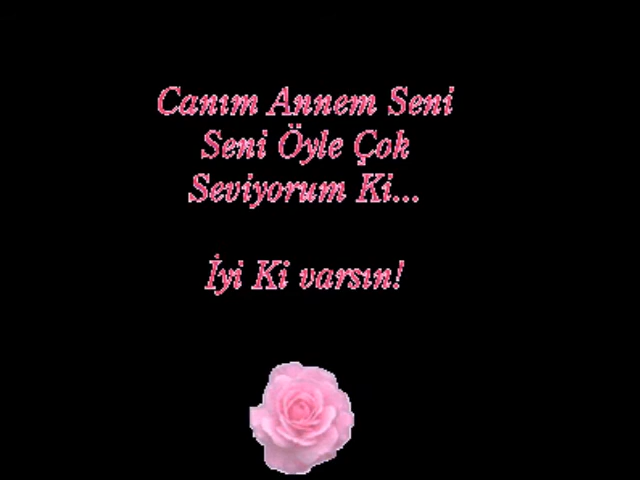 Canım Annem Seni
Seni Öyle Çok
Seviyorum Ki...
İyi Ki varsın!